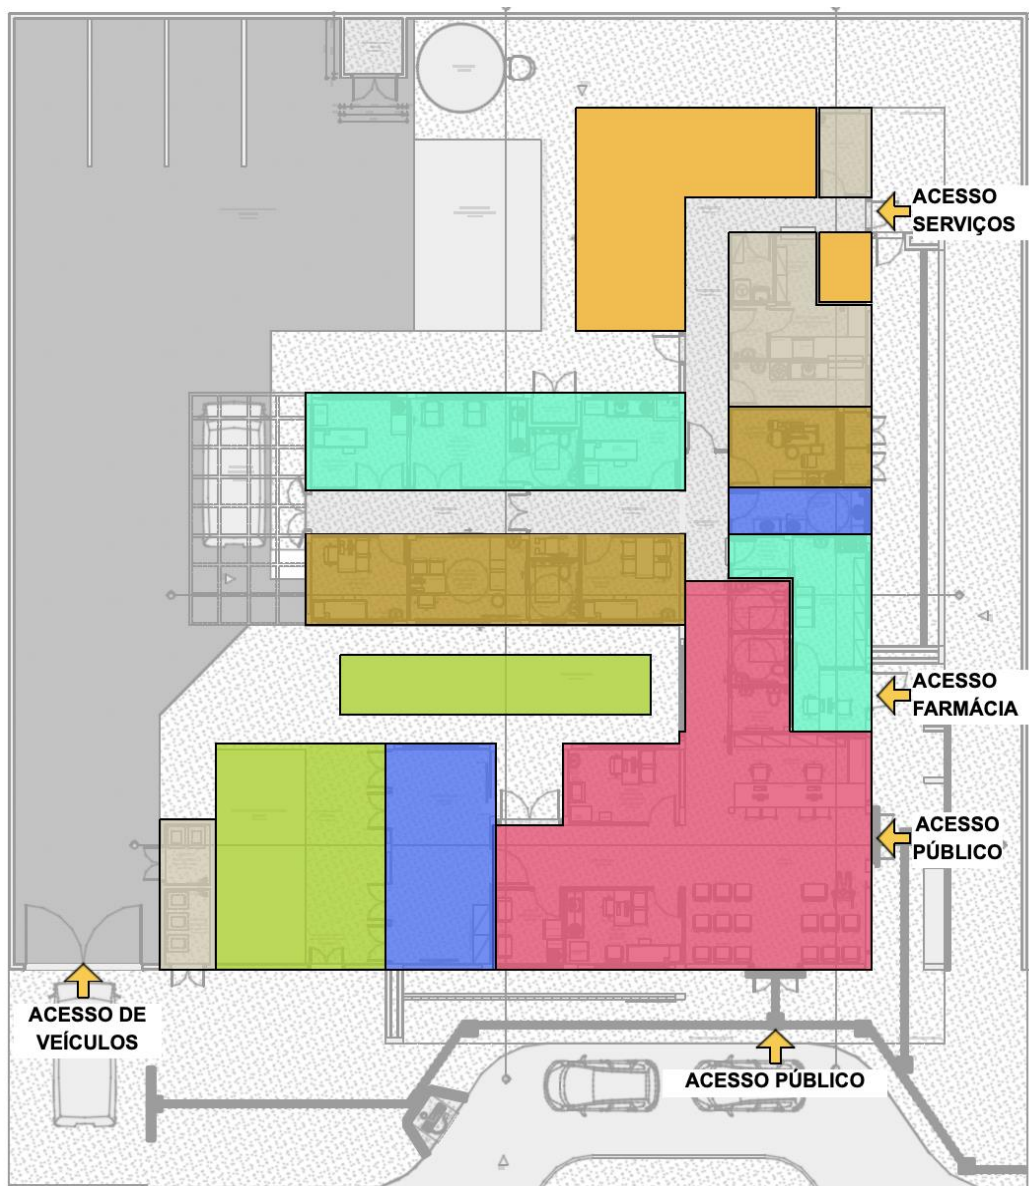 ACESSO
SERVIÇOS
ACESSO
FARMÁCIA
ACESSO
PÚBLICO
ACESSO DE
VEÍCULOS
ACESSO PÚBLICO